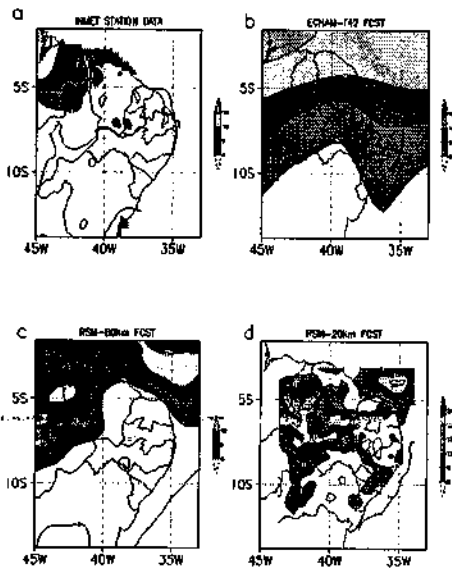 a
INMET STATION DATA
5S
10S
45W 40W 35W
b
ECHAM-T42 FCST
5S
10S
45W 40W 35W
c
RSM-80km FCST
5S
10S
45W 40W 35W
d
RSM-20km FCST
5S
10S
45W 40W 35W